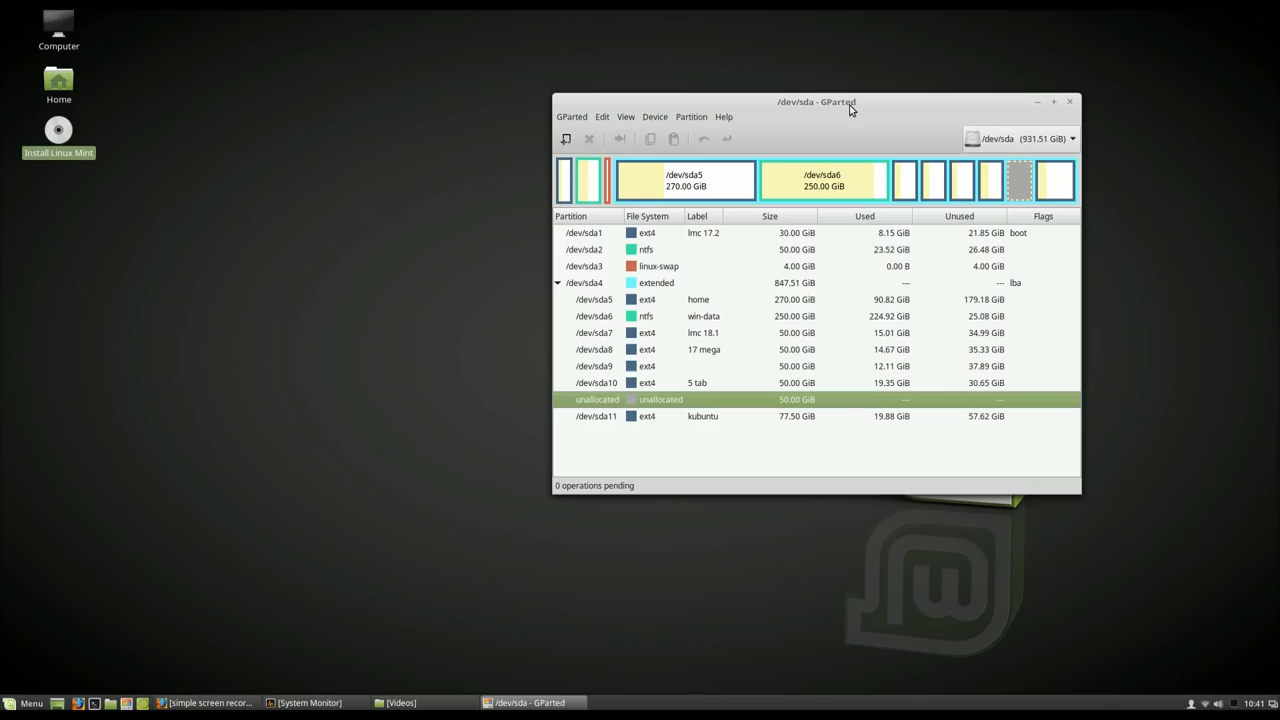 Computer
Home
Install Linux Mint
/dev/sda - GParted
GParted Edit View Device Partition Help
/dev/sda (931.51 GiB)
/dev/sda5
270.00 GiB
/dev/sda6
250.00 GiB
Partition File System Label Size Used Unused Flags
/dev/sda1 ext4 lmc 17.2 30.00 GiB 8.15 GiB 21.85 GiB boot
/dev/sda2 ntfs 50.00 GiB 23.52 GiB 26.48 GiB
/dev/sda3 linux-swap 4.00 GiB 0.00 B 4.00 GiB
/dev/sda4 extended 847.51 GiB --- --- lba
/dev/sda5 ext4 home 270.00 GiB 90.82 GiB 179.18 GiB
/dev/sda6 ntfs win-data 250.00 GiB 224.92 GiB 25.08 GiB
/dev/sda7 ext4 lmc 18.1 50.00 GiB 15.01 GiB 34.99 GiB
/dev/sda8 ext4 17 mega 50.00 GiB 14.67 GiB 35.33 GiB
/dev/sda9 ext4 50.00 GiB 12.11 GiB 37.89 GiB
/dev/sda10 ext4 5 tab 50.00 GiB 19.35 GiB 30.65 GiB
unallocated unallocated 50.00 GiB --- ---
/dev/sda11 ext4 kubuntu 77.50 GiB 19.88 GiB 57.62 GiB
0 operations pending
Menu [simple screen recor... [System Monitor] [Videos] /dev/sda - GParted 10:41